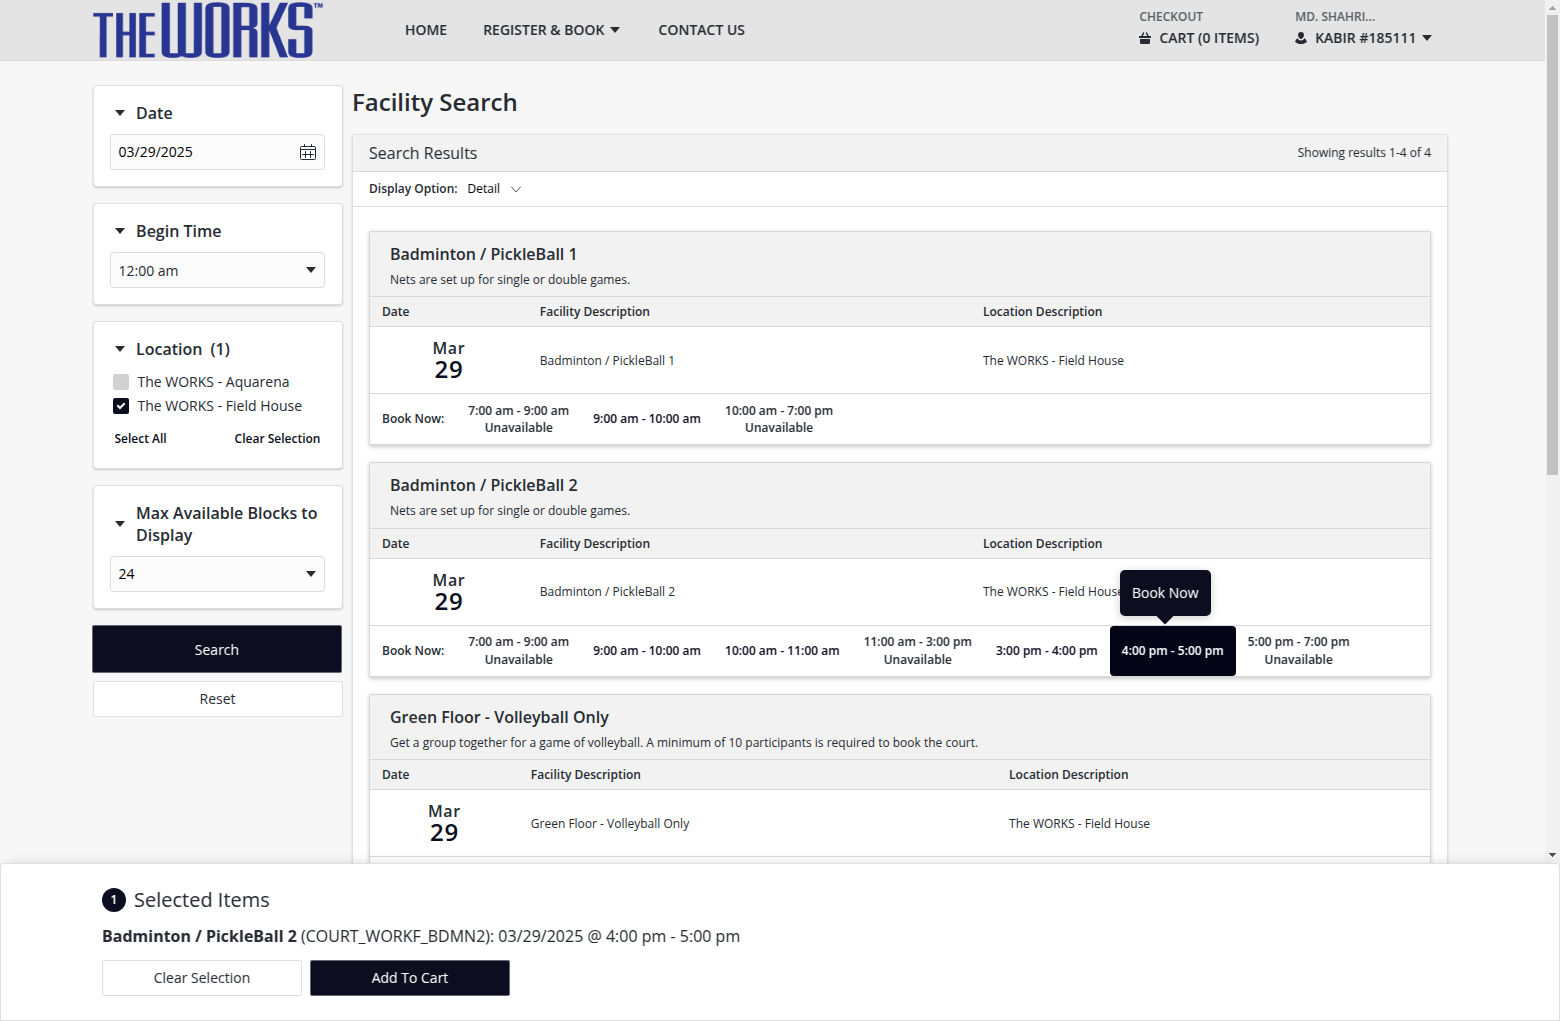 THE WORKS™
HOME
REGISTER & BOOK
CONTACT US
CHECKOUT
CART (0 ITEMS)
MD. SHAHRI...
KABIR #185111
Date
03/29/2025
Begin Time
12:00 am
Location (1)
The WORKS - Aquarena
The WORKS - Field House
Select All
Clear Selection
Max Available Blocks to
Display
24
Search
Reset
Facility Search
Search Results
Showing results 1-4 of 4
Display Option: Detail
Badminton / PickleBall 1
Nets are set up for single or double games.
Date Facility Description Location Description
Mar
29
Badminton / PickleBall 1
The WORKS - Field House
Book Now:
7:00 am - 9:00 am
Unavailable
9:00 am - 10:00 am
10:00 am - 7:00 pm
Unavailable
Badminton / PickleBall 2
Nets are set up for single or double games.
Date Facility Description Location Description
Mar
29
Badminton / PickleBall 2
The WORKS - Field House
Book Now
Book Now:
7:00 am - 9:00 am
Unavailable
9:00 am - 10:00 am
10:00 am - 11:00 am
11:00 am - 3:00 pm
Unavailable
3:00 pm - 4:00 pm
4:00 pm - 5:00 pm
5:00 pm - 7:00 pm
Unavailable
Green Floor - Volleyball Only
Get a group together for a game of volleyball. A minimum of 10 participants is required to book the court.
Date Facility Description Location Description
Mar
29
Green Floor - Volleyball Only
The WORKS - Field House
1 Selected Items
Badminton / PickleBall 2 (COURT_WORKF_BDMN2): 03/29/2025 @ 4:00 pm - 5:00 pm
Clear Selection
Add To Cart